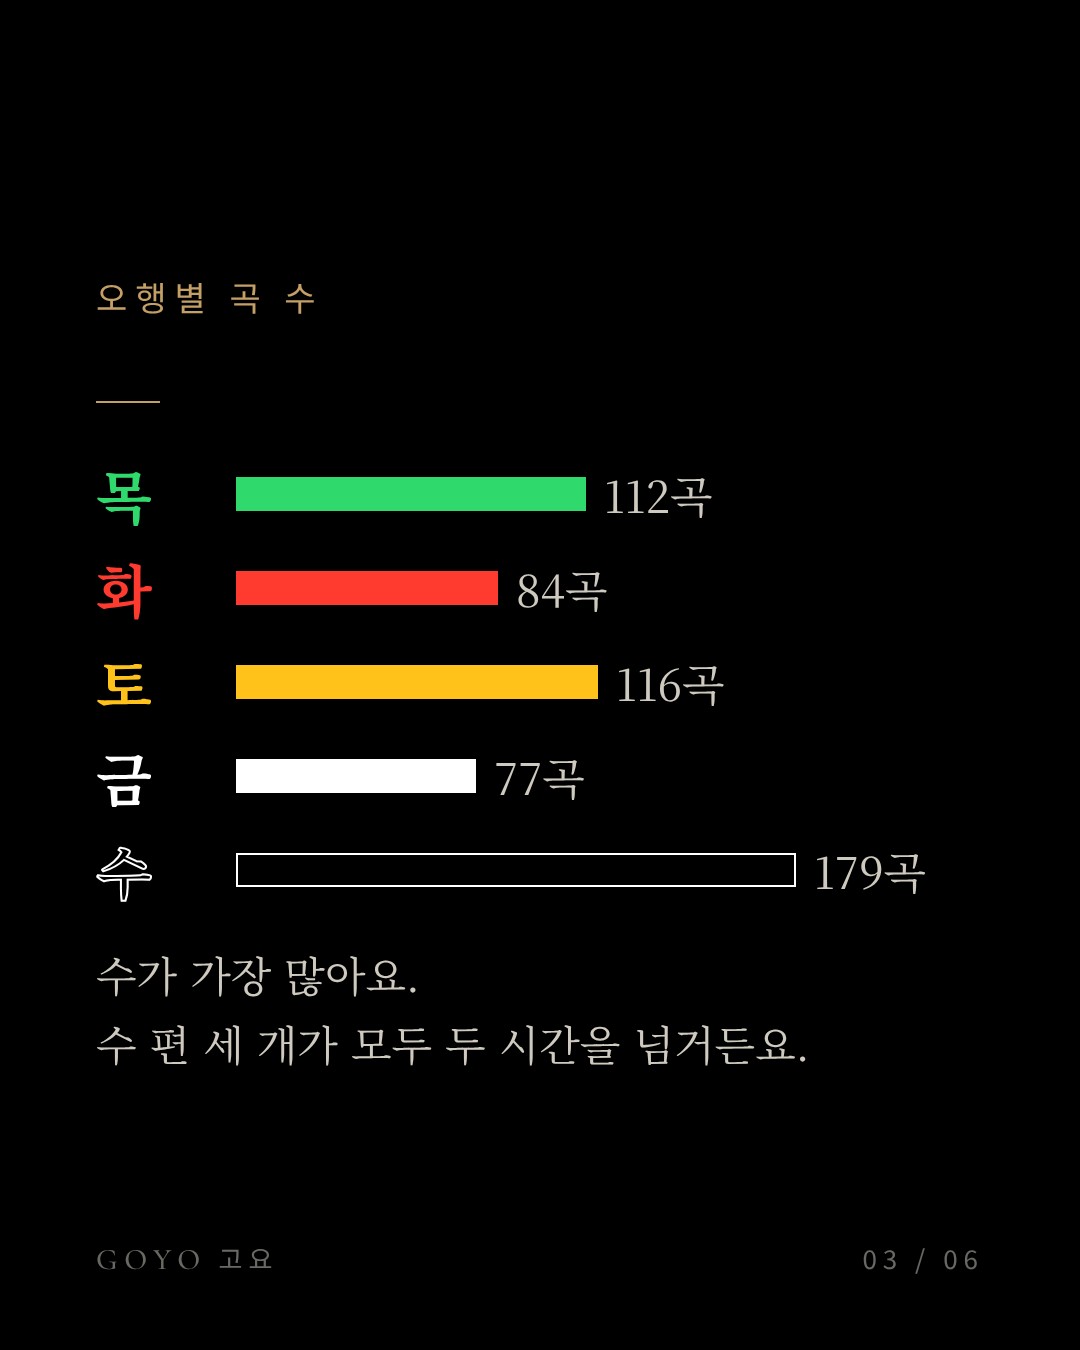 오행별 곡 수
목 112곡
화 84곡
토 116곡
금 77곡
수 179곡
수가 가장 많아요.
수 편 세 개가 모두 두 시간을 넘거든요.
GOYO 고요 03 / 06